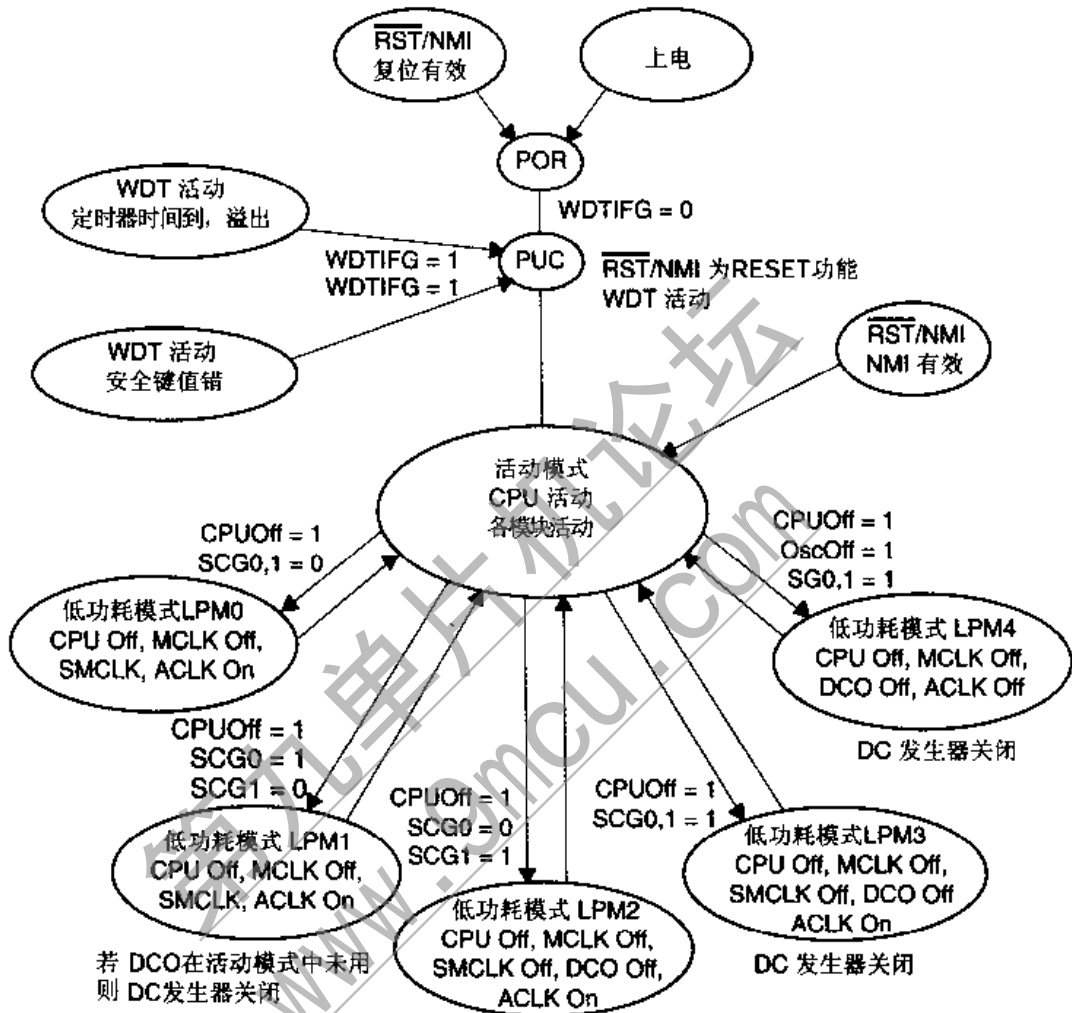 RST/NMI
复位有效
上电
POR
WDTIFG = 0
WDT 活动
定时器时间到，溢出
WDTIFG = 1
WDTIFG = 1
PUC
RST/NMI 为RESET功能
WDT 活动
WDT 活动
安全键值错
RST/NMI
NMI 有效
活动模式
CPU 活动
各模块活动
CPUOff = 1
SCG0,1 = 0
CPUOff = 1
OscOff = 1
SG0,1 = 1
低功耗模式LPM0
CPU Off, MCLK Off,
SMCLK, ACLK On
低功耗模式 LPM4
CPU Off, MCLK Off,
DCO Off, ACLK Off
DC 发生器关闭
CPUOff = 1
SCG0 = 1
SCG1 = 0
CPUOff = 1
SCG0 = 0
SCG1 = 1
CPUOff = 1
SCG0,1 = 1
低功耗模式 LPM1
CPU Off, MCLK Off,
SMCLK, ACLK On
若 DCO在活动模式中未用
则 DC发生器关闭
低功耗模式 LPM2
CPU Off, MCLK Off,
SMCLK Off, DCO Off,
ACLK On
低功耗模式LPM3
CPU Off, MCLK Off,
SMCLK Off, DCO Off
ACLK On
DC 发生器关闭
第九单片机论坛
www.9mcu.com